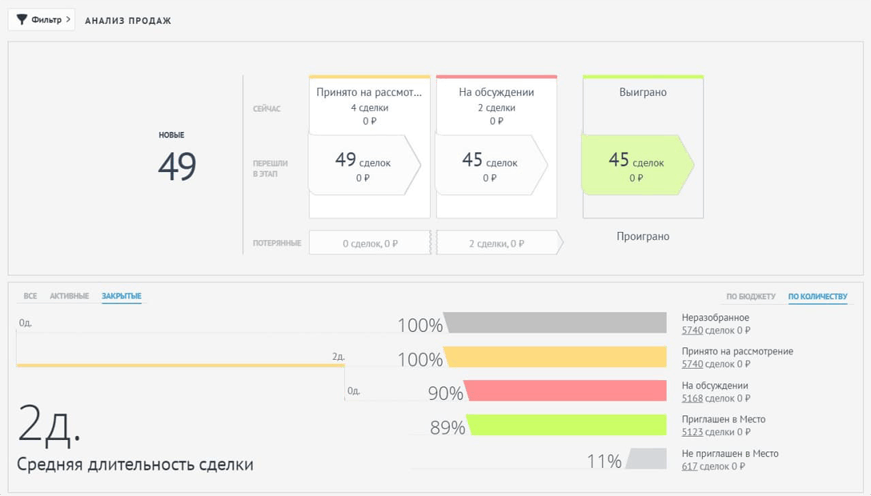 Фильтр > АНАЛИЗ ПРОДАЖ
Принято на рассмот... На обсуждении Выиграно
СЕЙЧАС 4 сделки 2 сделки
0 ₽ 0 ₽
НОВЫЕ
49
ПЕРЕШЛИ
В ЭТАП
49 сделок 45 сделок 45 сделок
0 ₽ 0 ₽ 0 ₽
ПОТЕРЯННЫЕ 0 сделок, 0 ₽ 2 сделки, 0 ₽ Проиграно
ВСЕ АКТИВНЫЕ ЗАКРЫТЫЕ ПО БЮДЖЕТУ ПО КОЛИЧЕСТВУ
0д. 100% Неразобранное
5740 сделок 0 ₽
2д. 100% Принято на рассмотрение
5740 сделок 0 ₽
0д. 90% На обсуждении
5168 сделок 0 ₽
2д. 89% Приглашен в Место
5123 сделки 0 ₽
Средняя длительность сделки 11% Не приглашен в Место
617 сделок 0 ₽